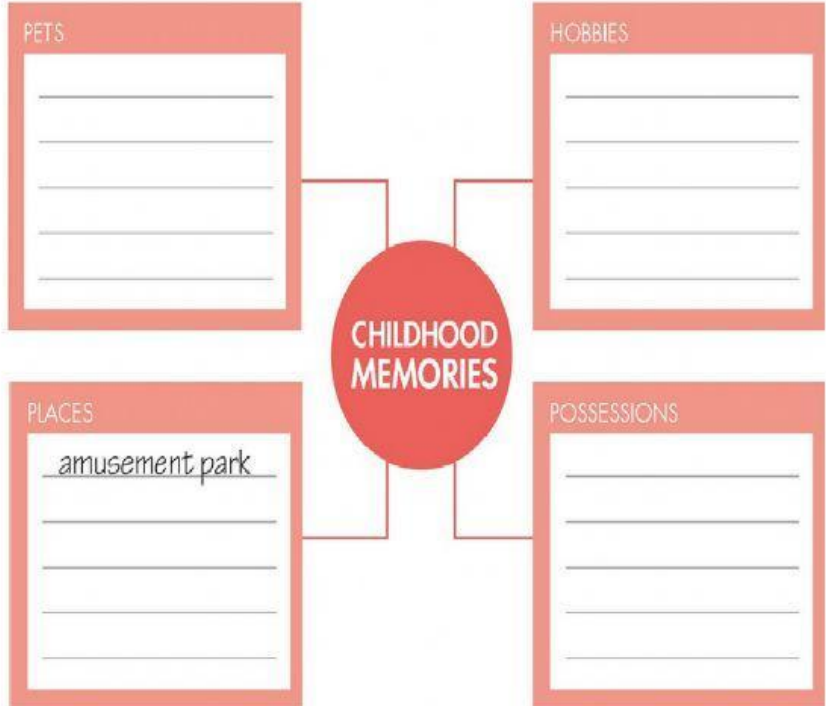 PETS
HOBBIES
CHILDHOOD
MEMORIES
PLACES
amusement park
POSSESSIONS